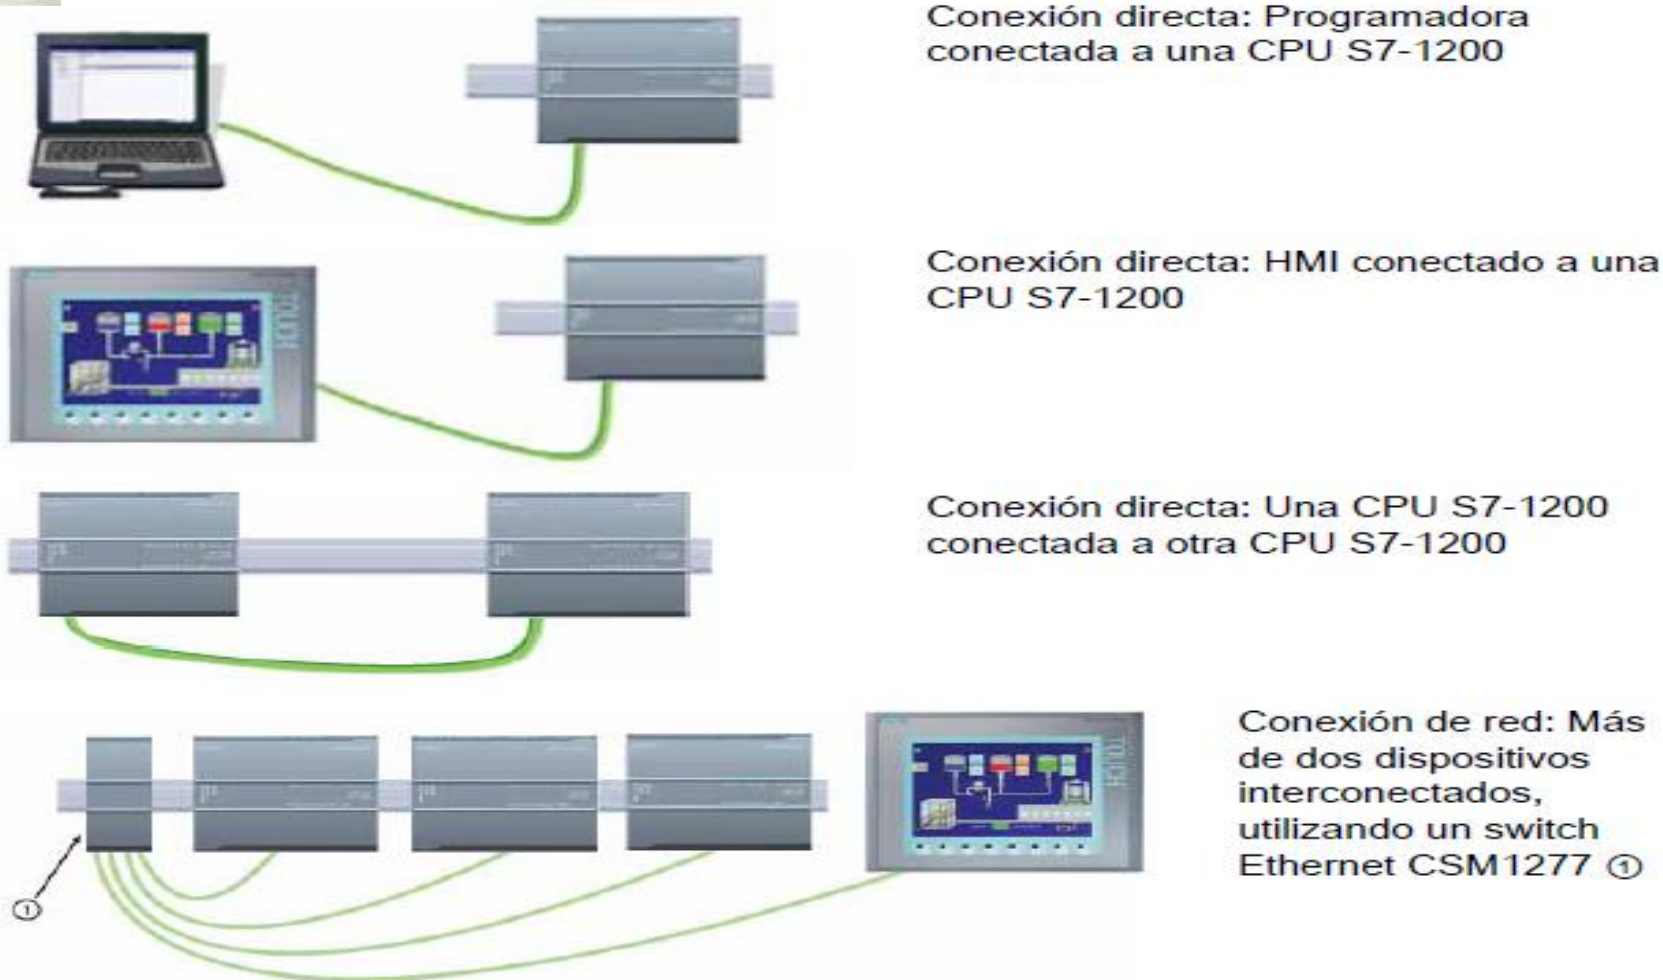 Conexión directa: Programadora
conectada a una CPU S7-1200
Conexión directa: HMI conectado a una
CPU S7-1200
TOUCH
Conexión directa: Una CPU S7-1200
conectada a otra CPU S7-1200
Conexión de red: Más
de dos dispositivos
interconectados,
utilizando un switch
Ethernet CSM1277 ①
TOUCH
①